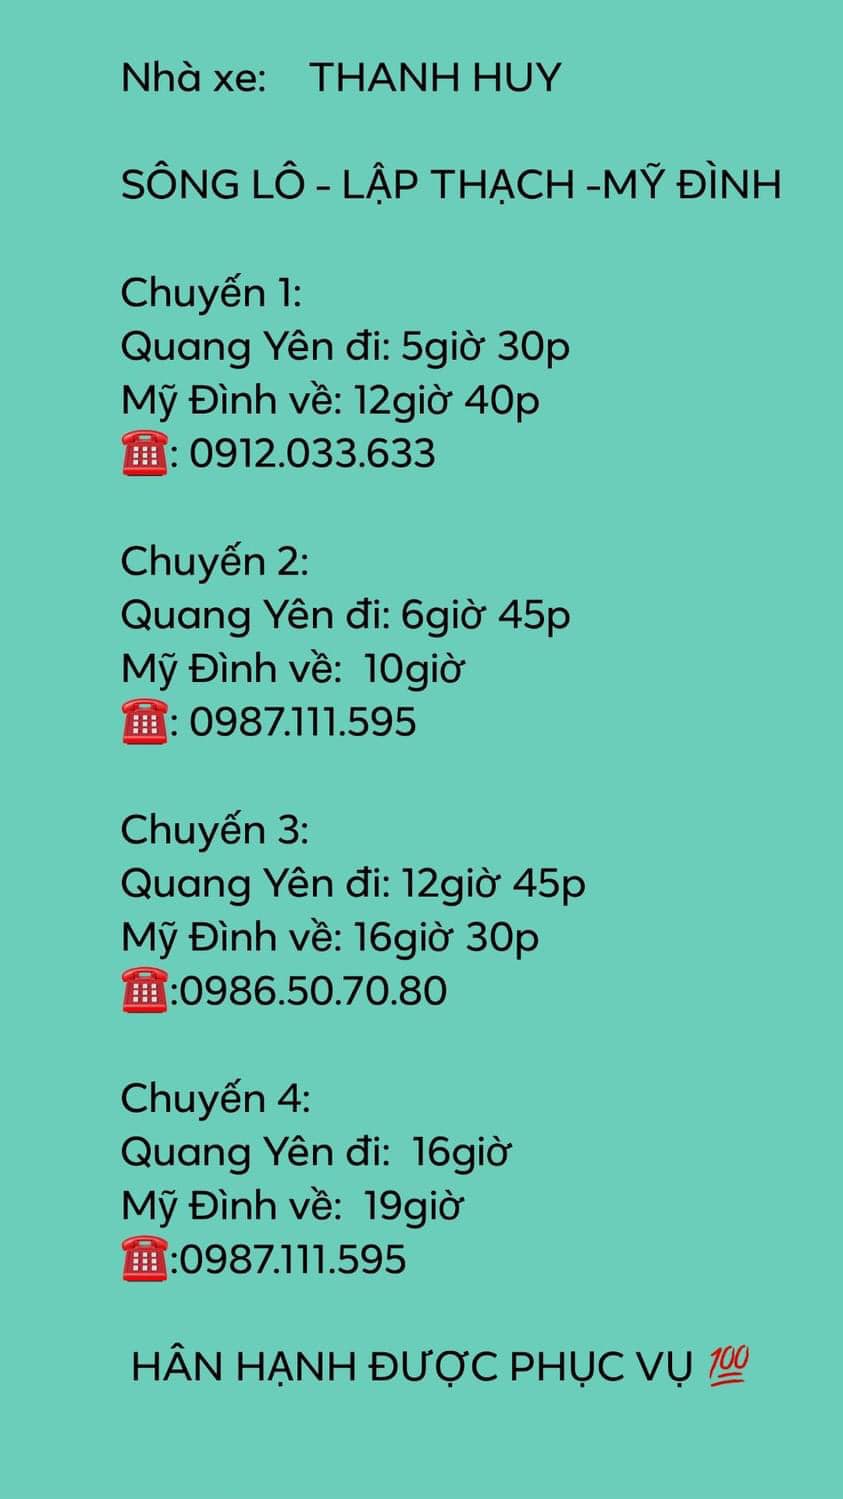 Nhà xe: THANH HUY
SÔNG LÔ - LẬP THẠCH -MỸ ĐÌNH
Chuyến 1:
Quang Yên đi: 5giờ 30p
Mỹ Đình về: 12giờ 40p
☎️: 0912.033.633
Chuyến 2:
Quang Yên đi: 6giờ 45p
Mỹ Đình về: 10giờ
☎️: 0987.111.595
Chuyến 3:
Quang Yên đi: 12giờ 45p
Mỹ Đình về: 16giờ 30p
☎️:0986.50.70.80
Chuyến 4:
Quang Yên đi: 16giờ
Mỹ Đình về: 19giờ
☎️:0987.111.595
HÂN HẠNH ĐƯỢC PHỤC VỤ 💯